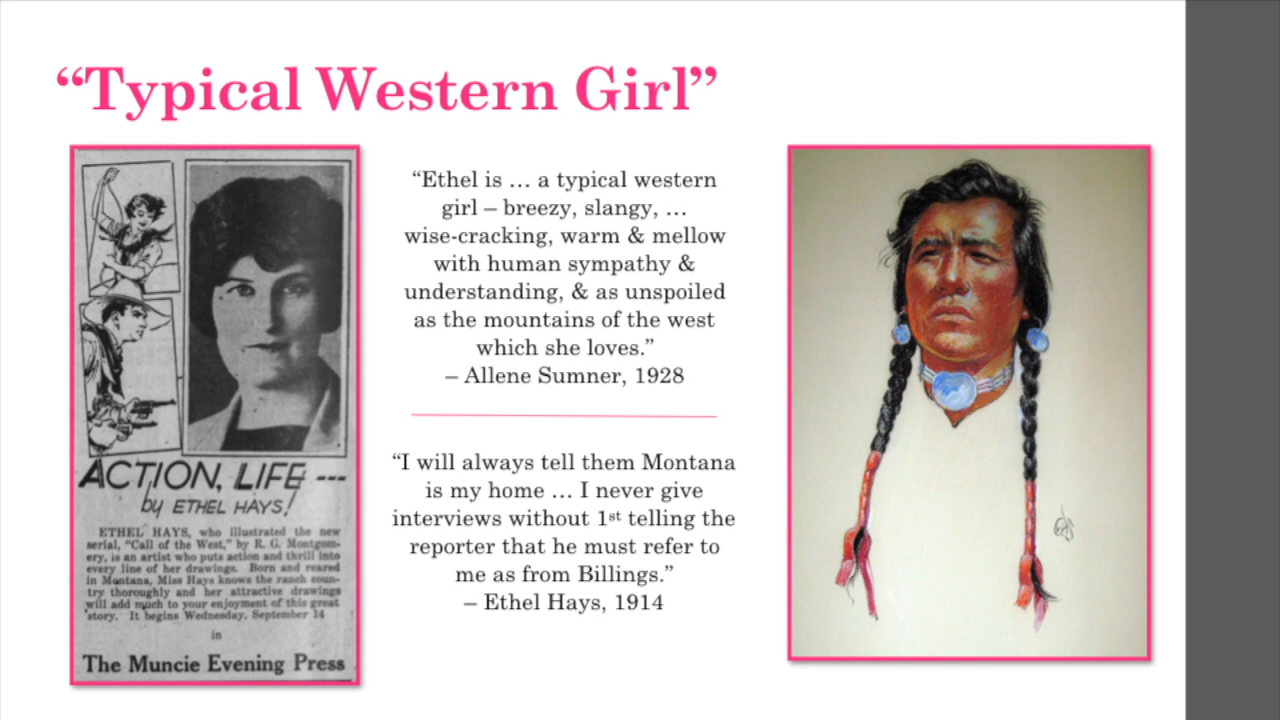 “Typical Western Girl”
ACTION, LIFE ---
by ETHEL HAYS!
ETHEL HAYS, who illustrated the new
serial, “Call of the West,” by R. G. Montgom-
ery, is an artist who puts action and thrill into
every line of her drawings. Born and reared
in Montana, Miss Hays knows the ranch coun-
try thoroughly and her attractive drawings
will add much to your enjoyment of this great
story. It begins Wednesday, September 14
in
The Muncie Evening Press
“Ethel is … a typical western
girl – breezy, slangy, …
wise-cracking, warm & mellow
with human sympathy &
understanding, & as unspoiled
as the mountains of the west
which she loves.”
– Allene Sumner, 1928
“I will always tell them Montana
is my home … I never give
interviews without 1st telling the
reporter that he must refer to
me as from Billings.”
– Ethel Hays, 1914